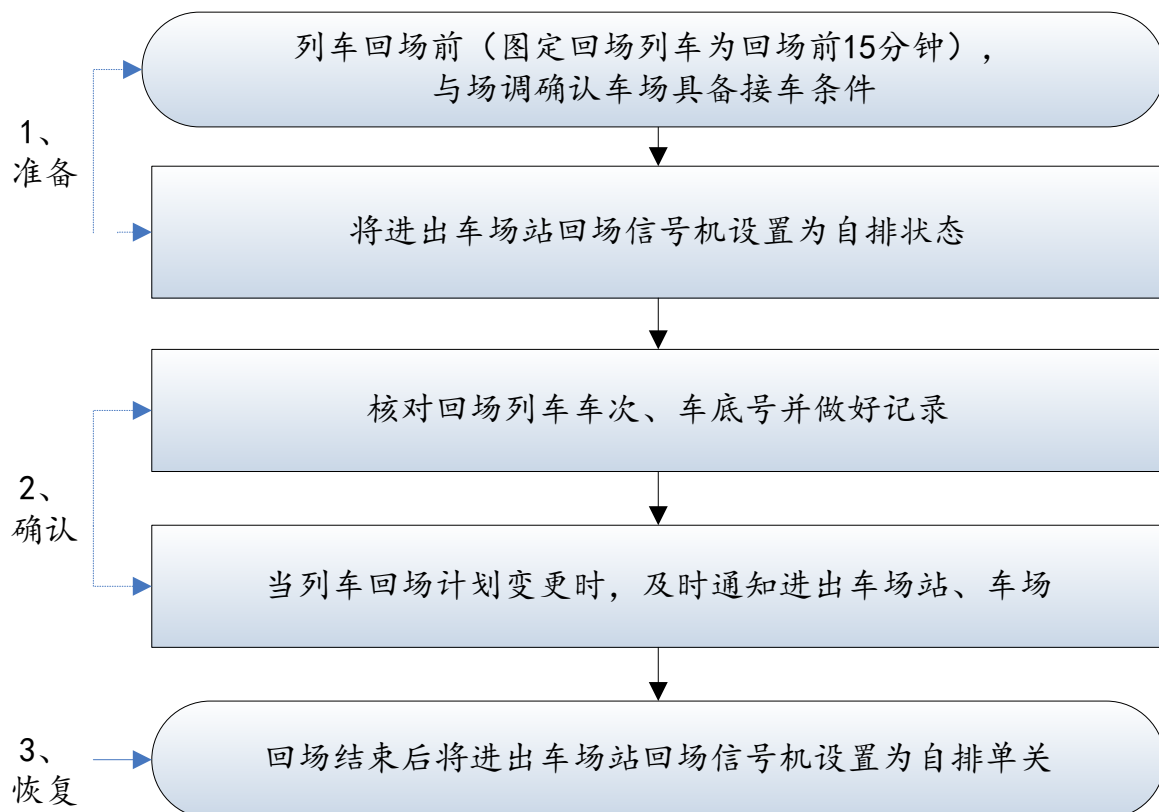 列车回场前（图定回场列车为回场前15分钟），
与场调确认车场具备接车条件
1、
准备
将进出车场站回场信号机设置为自排状态
核对回场列车车次、车底号并做好记录
2、
确认
当列车回场计划变更时，及时通知进出车场站、车场
3、
恢复
回场结束后将进出车场站回场信号机设置为自排单关